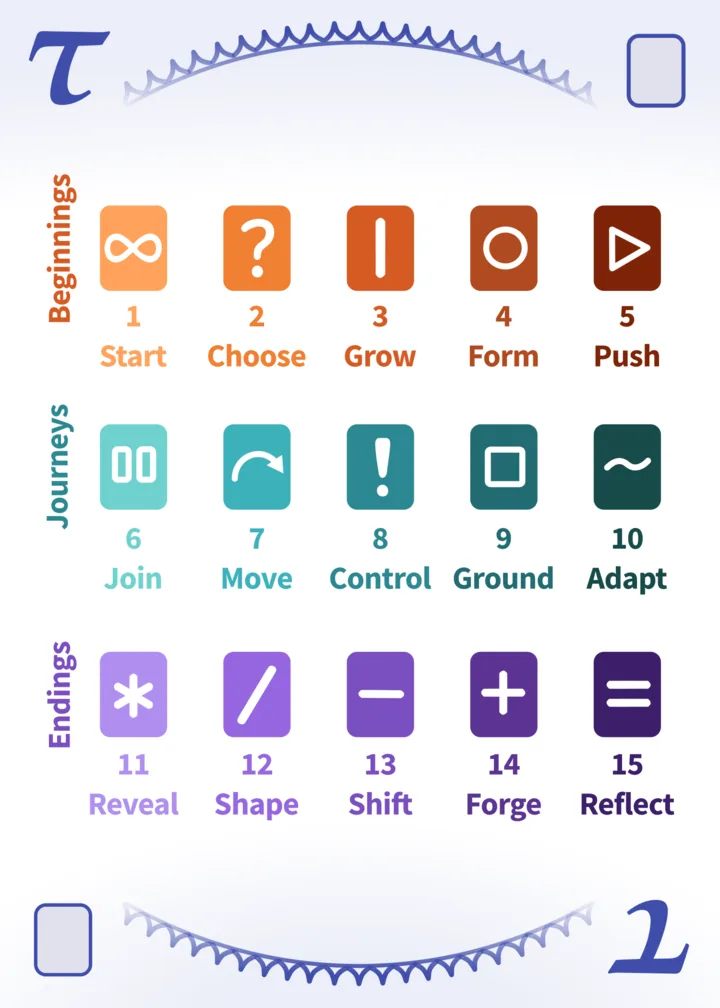 τ
Beginnings
∞ ? | ○ ▷
1 2 3 4 5
Start Choose Grow Form Push
Journeys
!  ~
6 7 8 9 10
Join Move Control Ground Adapt
Endings
* / − + =
11 12 13 14 15
Reveal Shape Shift Forge Reflect
τ